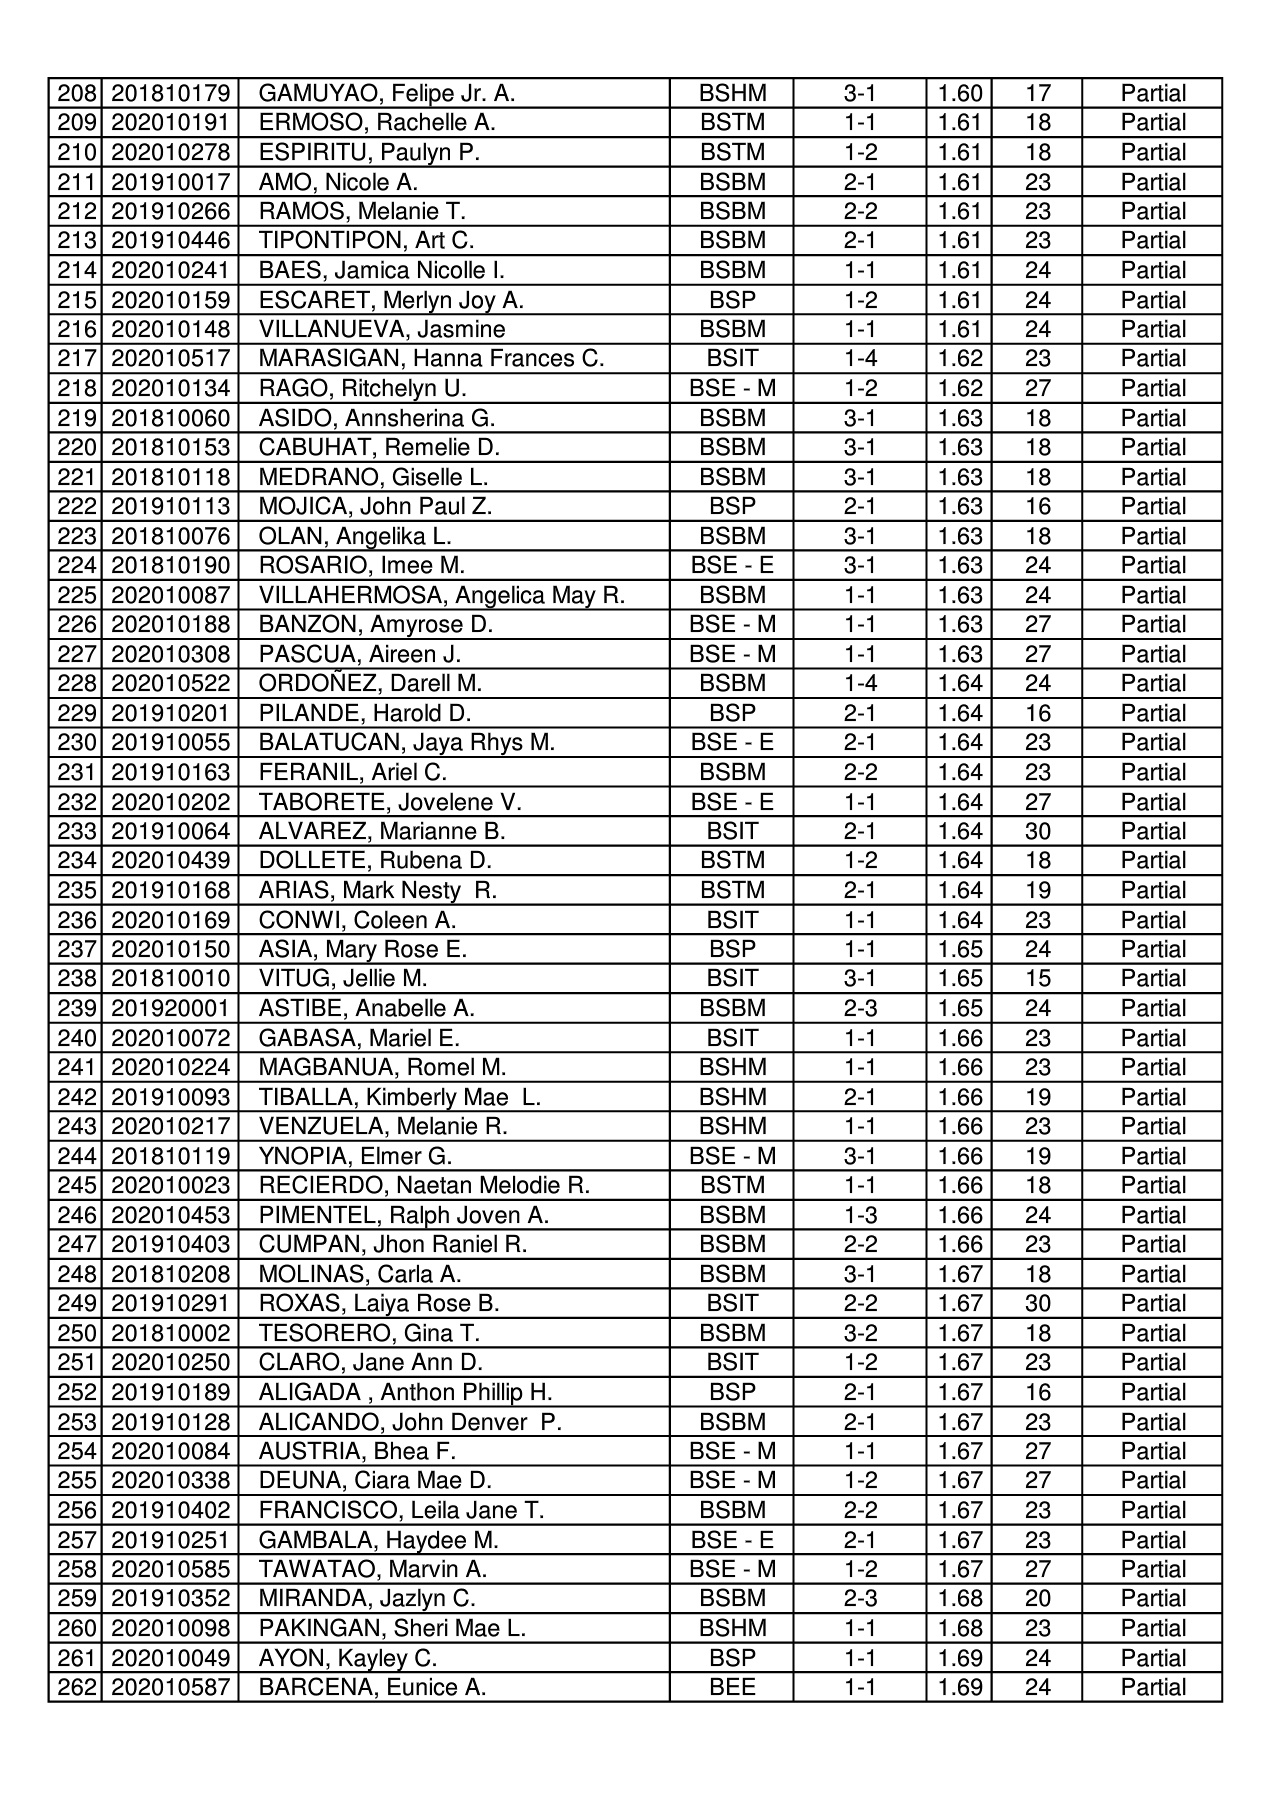 208 201810179 GAMUYAO, Felipe Jr. A. BSHM 3-1 1.60 17 Partial
209 202010191 ERMOSO, Rachelle A. BSTM 1-1 1.61 18 Partial
210 202010278 ESPIRITU, Paulyn P. BSTM 1-2 1.61 18 Partial
211 201910017 AMO, Nicole A. BSBM 2-1 1.61 23 Partial
212 201910266 RAMOS, Melanie T. BSBM 2-2 1.61 23 Partial
213 201910446 TIPONTIPON, Art C. BSBM 2-1 1.61 23 Partial
214 202010241 BAES, Jamica Nicolle I. BSBM 1-1 1.61 24 Partial
215 202010159 ESCARET, Merlyn Joy A. BSP 1-2 1.61 24 Partial
216 202010148 VILLANUEVA, Jasmine BSBM 1-1 1.61 24 Partial
217 202010517 MARASIGAN, Hanna Frances C. BSIT 1-4 1.62 23 Partial
218 202010134 RAGO, Ritchelyn U. BSE - M 1-2 1.62 27 Partial
219 201810060 ASIDO, Annsherina G. BSBM 3-1 1.63 18 Partial
220 201810153 CABUHAT, Remelie D. BSBM 3-1 1.63 18 Partial
221 201810118 MEDRANO, Giselle L. BSBM 3-1 1.63 18 Partial
222 201910113 MOJICA, John Paul Z. BSP 2-1 1.63 16 Partial
223 201810076 OLAN, Angelika L. BSBM 3-1 1.63 18 Partial
224 201810190 ROSARIO, Imee M. BSE - E 3-1 1.63 24 Partial
225 202010087 VILLAHERMOSA, Angelica May R. BSBM 1-1 1.63 24 Partial
226 202010188 BANZON, Amyrose D. BSE - M 1-1 1.63 27 Partial
227 202010308 PASCUA, Aireen J. BSE - M 1-1 1.63 27 Partial
228 202010522 ORDOÑEZ, Darell M. BSBM 1-4 1.64 24 Partial
229 201910201 PILANDE, Harold D. BSP 2-1 1.64 16 Partial
230 201910055 BALATUCAN, Jaya Rhys M. BSE - E 2-1 1.64 23 Partial
231 201910163 FERANIL, Ariel C. BSBM 2-2 1.64 23 Partial
232 202010202 TABORETE, Jovelene V. BSE - E 1-1 1.64 27 Partial
233 201910064 ALVAREZ, Marianne B. BSIT 2-1 1.64 30 Partial
234 202010439 DOLLETE, Rubena D. BSTM 1-2 1.64 18 Partial
235 201910168 ARIAS, Mark Nesty R. BSTM 2-1 1.64 19 Partial
236 202010169 CONWI, Coleen A. BSIT 1-1 1.64 23 Partial
237 202010150 ASIA, Mary Rose E. BSP 1-1 1.65 24 Partial
238 201810010 VITUG, Jellie M. BSIT 3-1 1.65 15 Partial
239 201920001 ASTIBE, Anabelle A. BSBM 2-3 1.65 24 Partial
240 202010072 GABASA, Mariel E. BSIT 1-1 1.66 23 Partial
241 202010224 MAGBANUA, Romel M. BSHM 1-1 1.66 23 Partial
242 201910093 TIBALLA, Kimberly Mae L. BSHM 2-1 1.66 19 Partial
243 202010217 VENZUELA, Melanie R. BSHM 1-1 1.66 23 Partial
244 201810119 YNOPIA, Elmer G. BSE - M 3-1 1.66 19 Partial
245 202010023 RECIERDO, Naetan Melodie R. BSTM 1-1 1.66 18 Partial
246 202010453 PIMENTEL, Ralph Joven A. BSBM 1-3 1.66 24 Partial
247 201910403 CUMPAN, Jhon Raniel R. BSBM 2-2 1.66 23 Partial
248 201810208 MOLINAS, Carla A. BSBM 3-1 1.67 18 Partial
249 201910291 ROXAS, Laiya Rose B. BSIT 2-2 1.67 30 Partial
250 201810002 TESORERO, Gina T. BSBM 3-2 1.67 18 Partial
251 202010250 CLARO, Jane Ann D. BSIT 1-2 1.67 23 Partial
252 201910189 ALIGADA , Anthon Phillip H. BSP 2-1 1.67 16 Partial
253 201910128 ALICANDO, John Denver P. BSBM 2-1 1.67 23 Partial
254 202010084 AUSTRIA, Bhea F. BSE - M 1-1 1.67 27 Partial
255 202010338 DEUNA, Ciara Mae D. BSE - M 1-2 1.67 27 Partial
256 201910402 FRANCISCO, Leila Jane T. BSBM 2-2 1.67 23 Partial
257 201910251 GAMBALA, Haydee M. BSE - E 2-1 1.67 23 Partial
258 202010585 TAWATAO, Marvin A. BSE - M 1-2 1.67 27 Partial
259 201910352 MIRANDA, Jazlyn C. BSBM 2-3 1.68 20 Partial
260 202010098 PAKINGAN, Sheri Mae L. BSHM 1-1 1.68 23 Partial
261 202010049 AYON, Kayley C. BSP 1-1 1.69 24 Partial
262 202010587 BARCENA, Eunice A. BEE 1-1 1.69 24 Partial